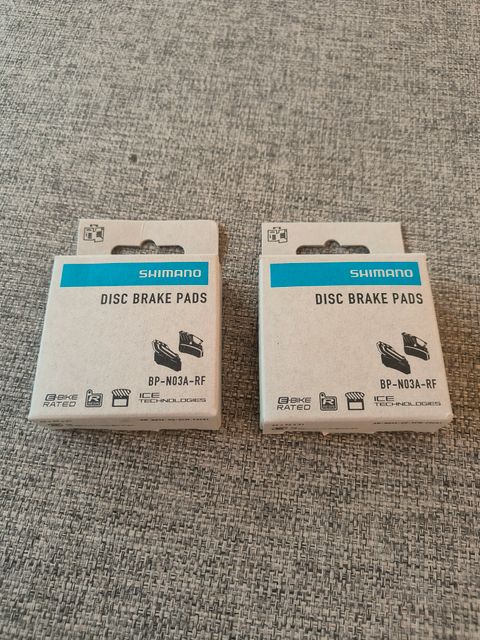 SHIMANO
DISC BRAKE PADS
BP-N03A-RF
E-BIKE
RATED
R
ICE
TECHNOLOGIES
SHIMANO
DISC BRAKE PADS
BP-N03A-RF
E-BIKE
RATED
R
ICE
TECHNOLOGIES